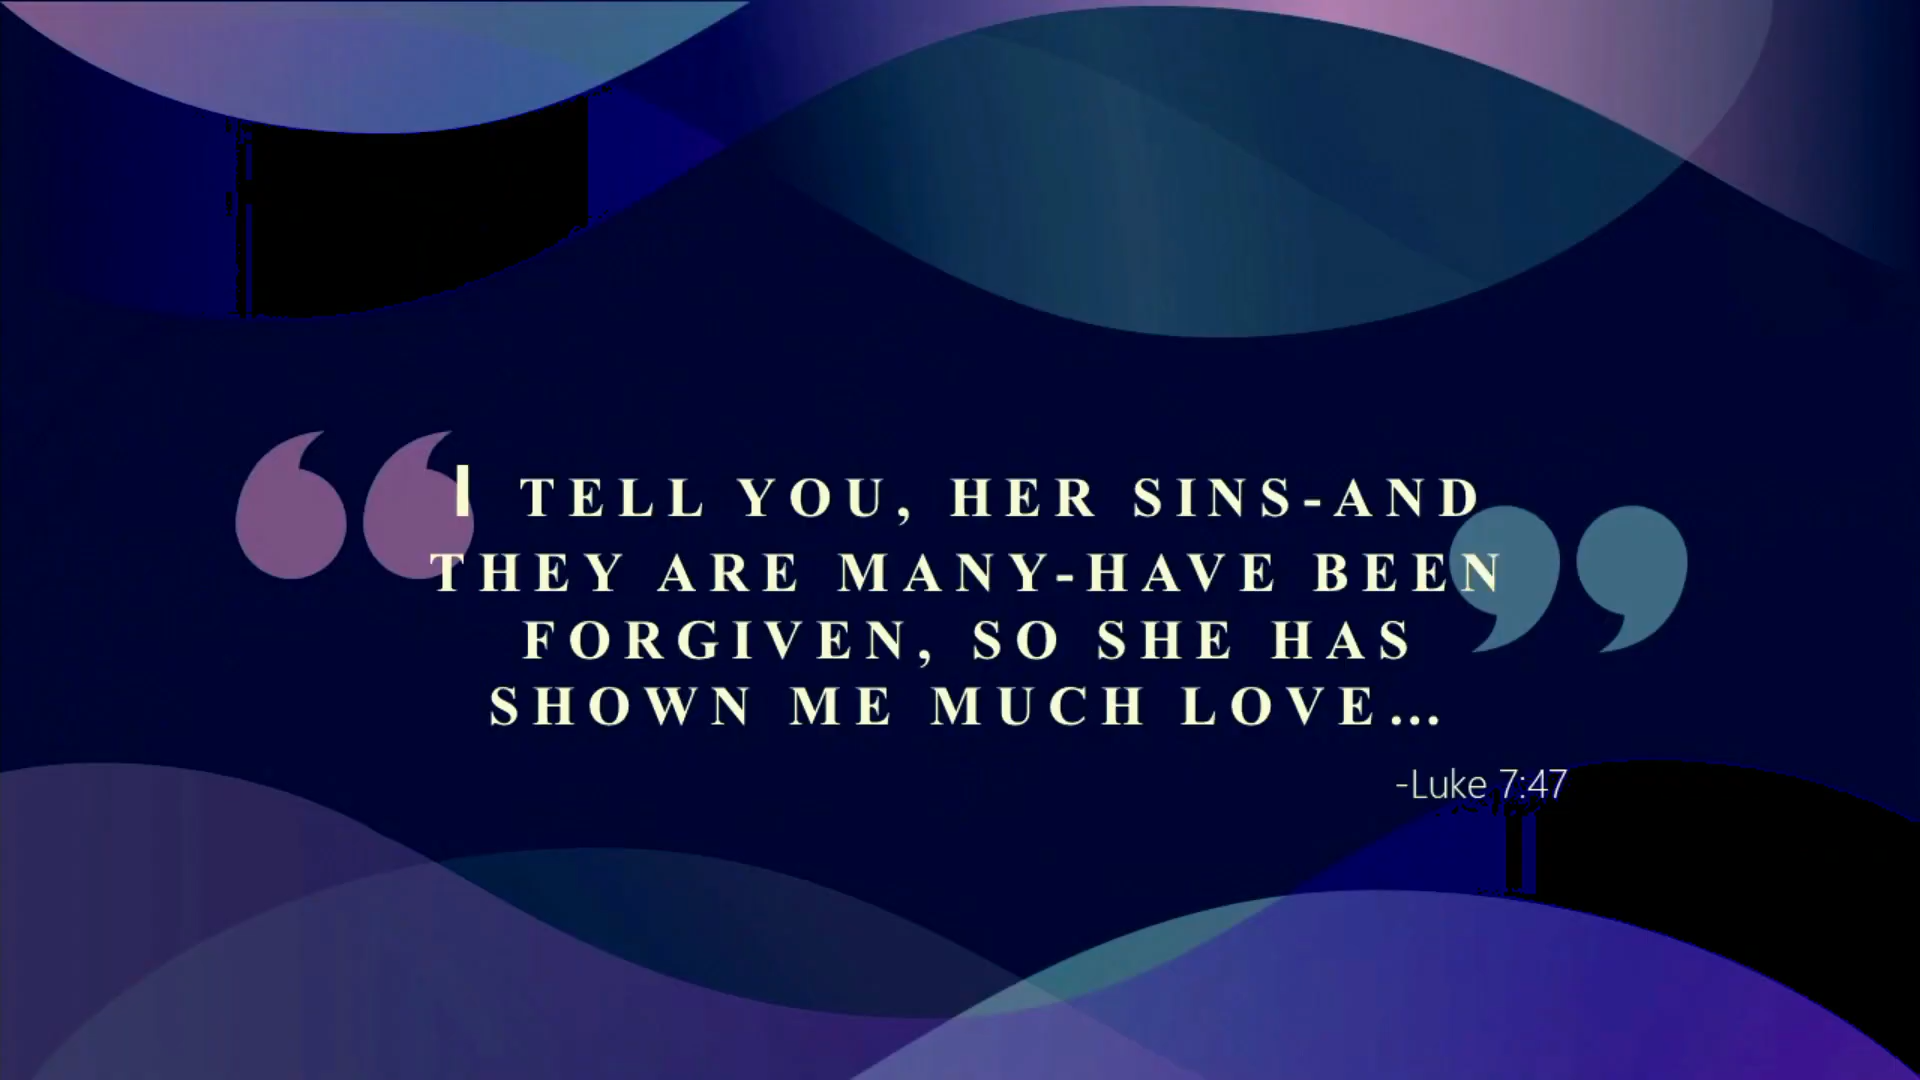 “I TELL YOU, HER SINS-AND
THEY ARE MANY-HAVE BEEN
FORGIVEN, SO SHE HAS
SHOWN ME MUCH LOVE...”
-Luke 7:47